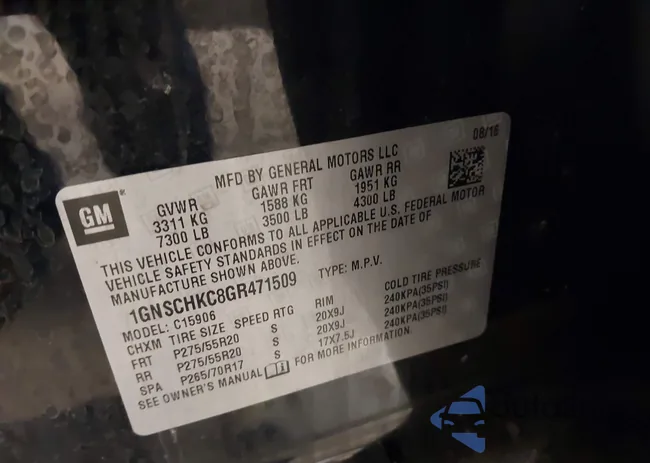 08/16
MFD BY GENERAL MOTORS LLC
GM
GVWR GAWR FRT GAWR RR
3311 KG 1588 KG 1951 KG
7300 LB 3500 LB 4300 LB
THIS VEHICLE CONFORMS TO ALL APPLICABLE U.S. FEDERAL MOTOR
VEHICLE SAFETY STANDARDS IN EFFECT ON THE DATE OF
MANUFACTURE SHOWN ABOVE.
1GNSCHKC8GR471509 TYPE: M.P.V.
MODEL: C15906
CHXM TIRE SIZE SPEED RTG RIM COLD TIRE PRESSURE
FRT P275/55R20 S 20X9J 240KPA(35PSI)
RR P275/55R20 S 20X9J 240KPA(35PSI)
SPA P265/70R17 S 17X7.5J 240KPA(35PSI)
SEE OWNER'S MANUAL FOR MORE INFORMATION.